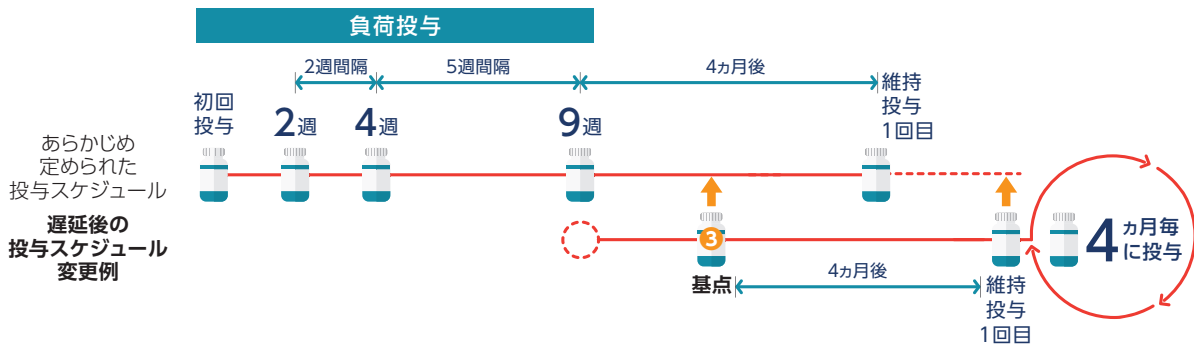 負荷投与
2週間隔
5週間隔
4ヵ月後
初回
投与
2週
4週
9週
維持
投与
1回目
あらかじめ
定められた
投与スケジュール
遅延後の
投与スケジュール
変更例
3
4ヵ月毎
に投与
基点
4ヵ月後
維持
投与
1回目